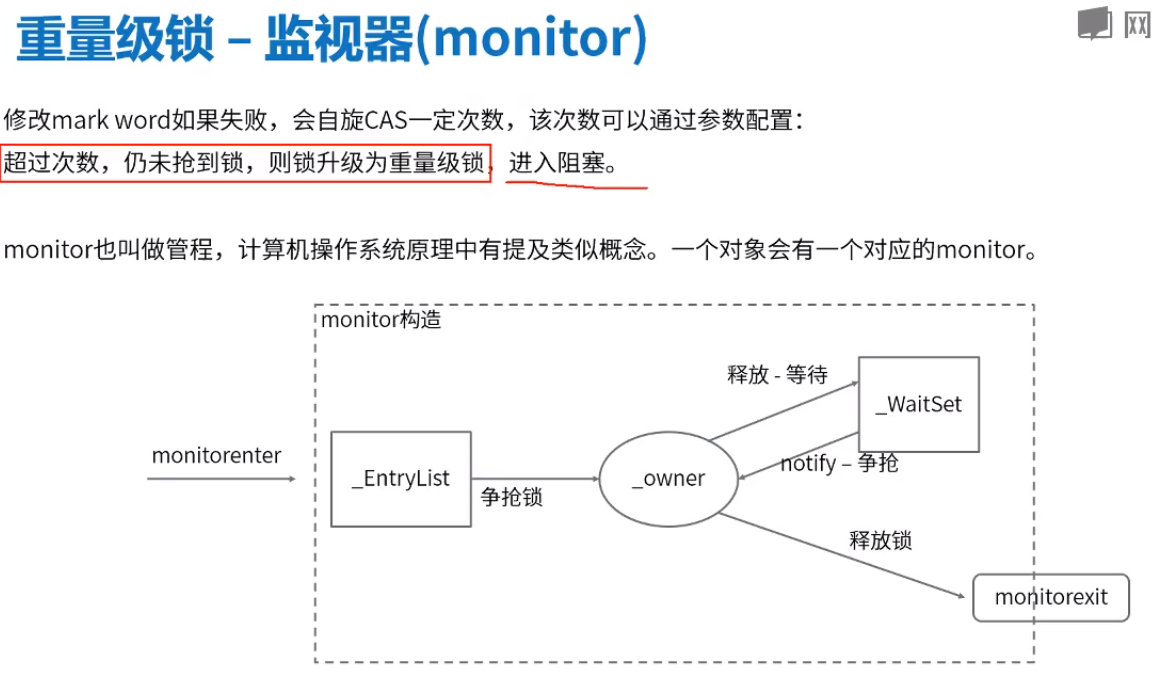 重量级锁 – 监视器(monitor)
修改mark word如果失败，会自旋CAS一定次数，该次数可以通过参数配置：
超过次数，仍未抢到锁，则锁升级为重量级锁，进入阻塞。
monitor也叫做管程，计算机操作系统原理中有提及类似概念。一个对象会有一个对应的monitor。
monitor构造
释放 - 等待
_WaitSet
monitorenter
_EntryList
争抢锁
_owner
notify – 争抢
释放锁
monitorexit